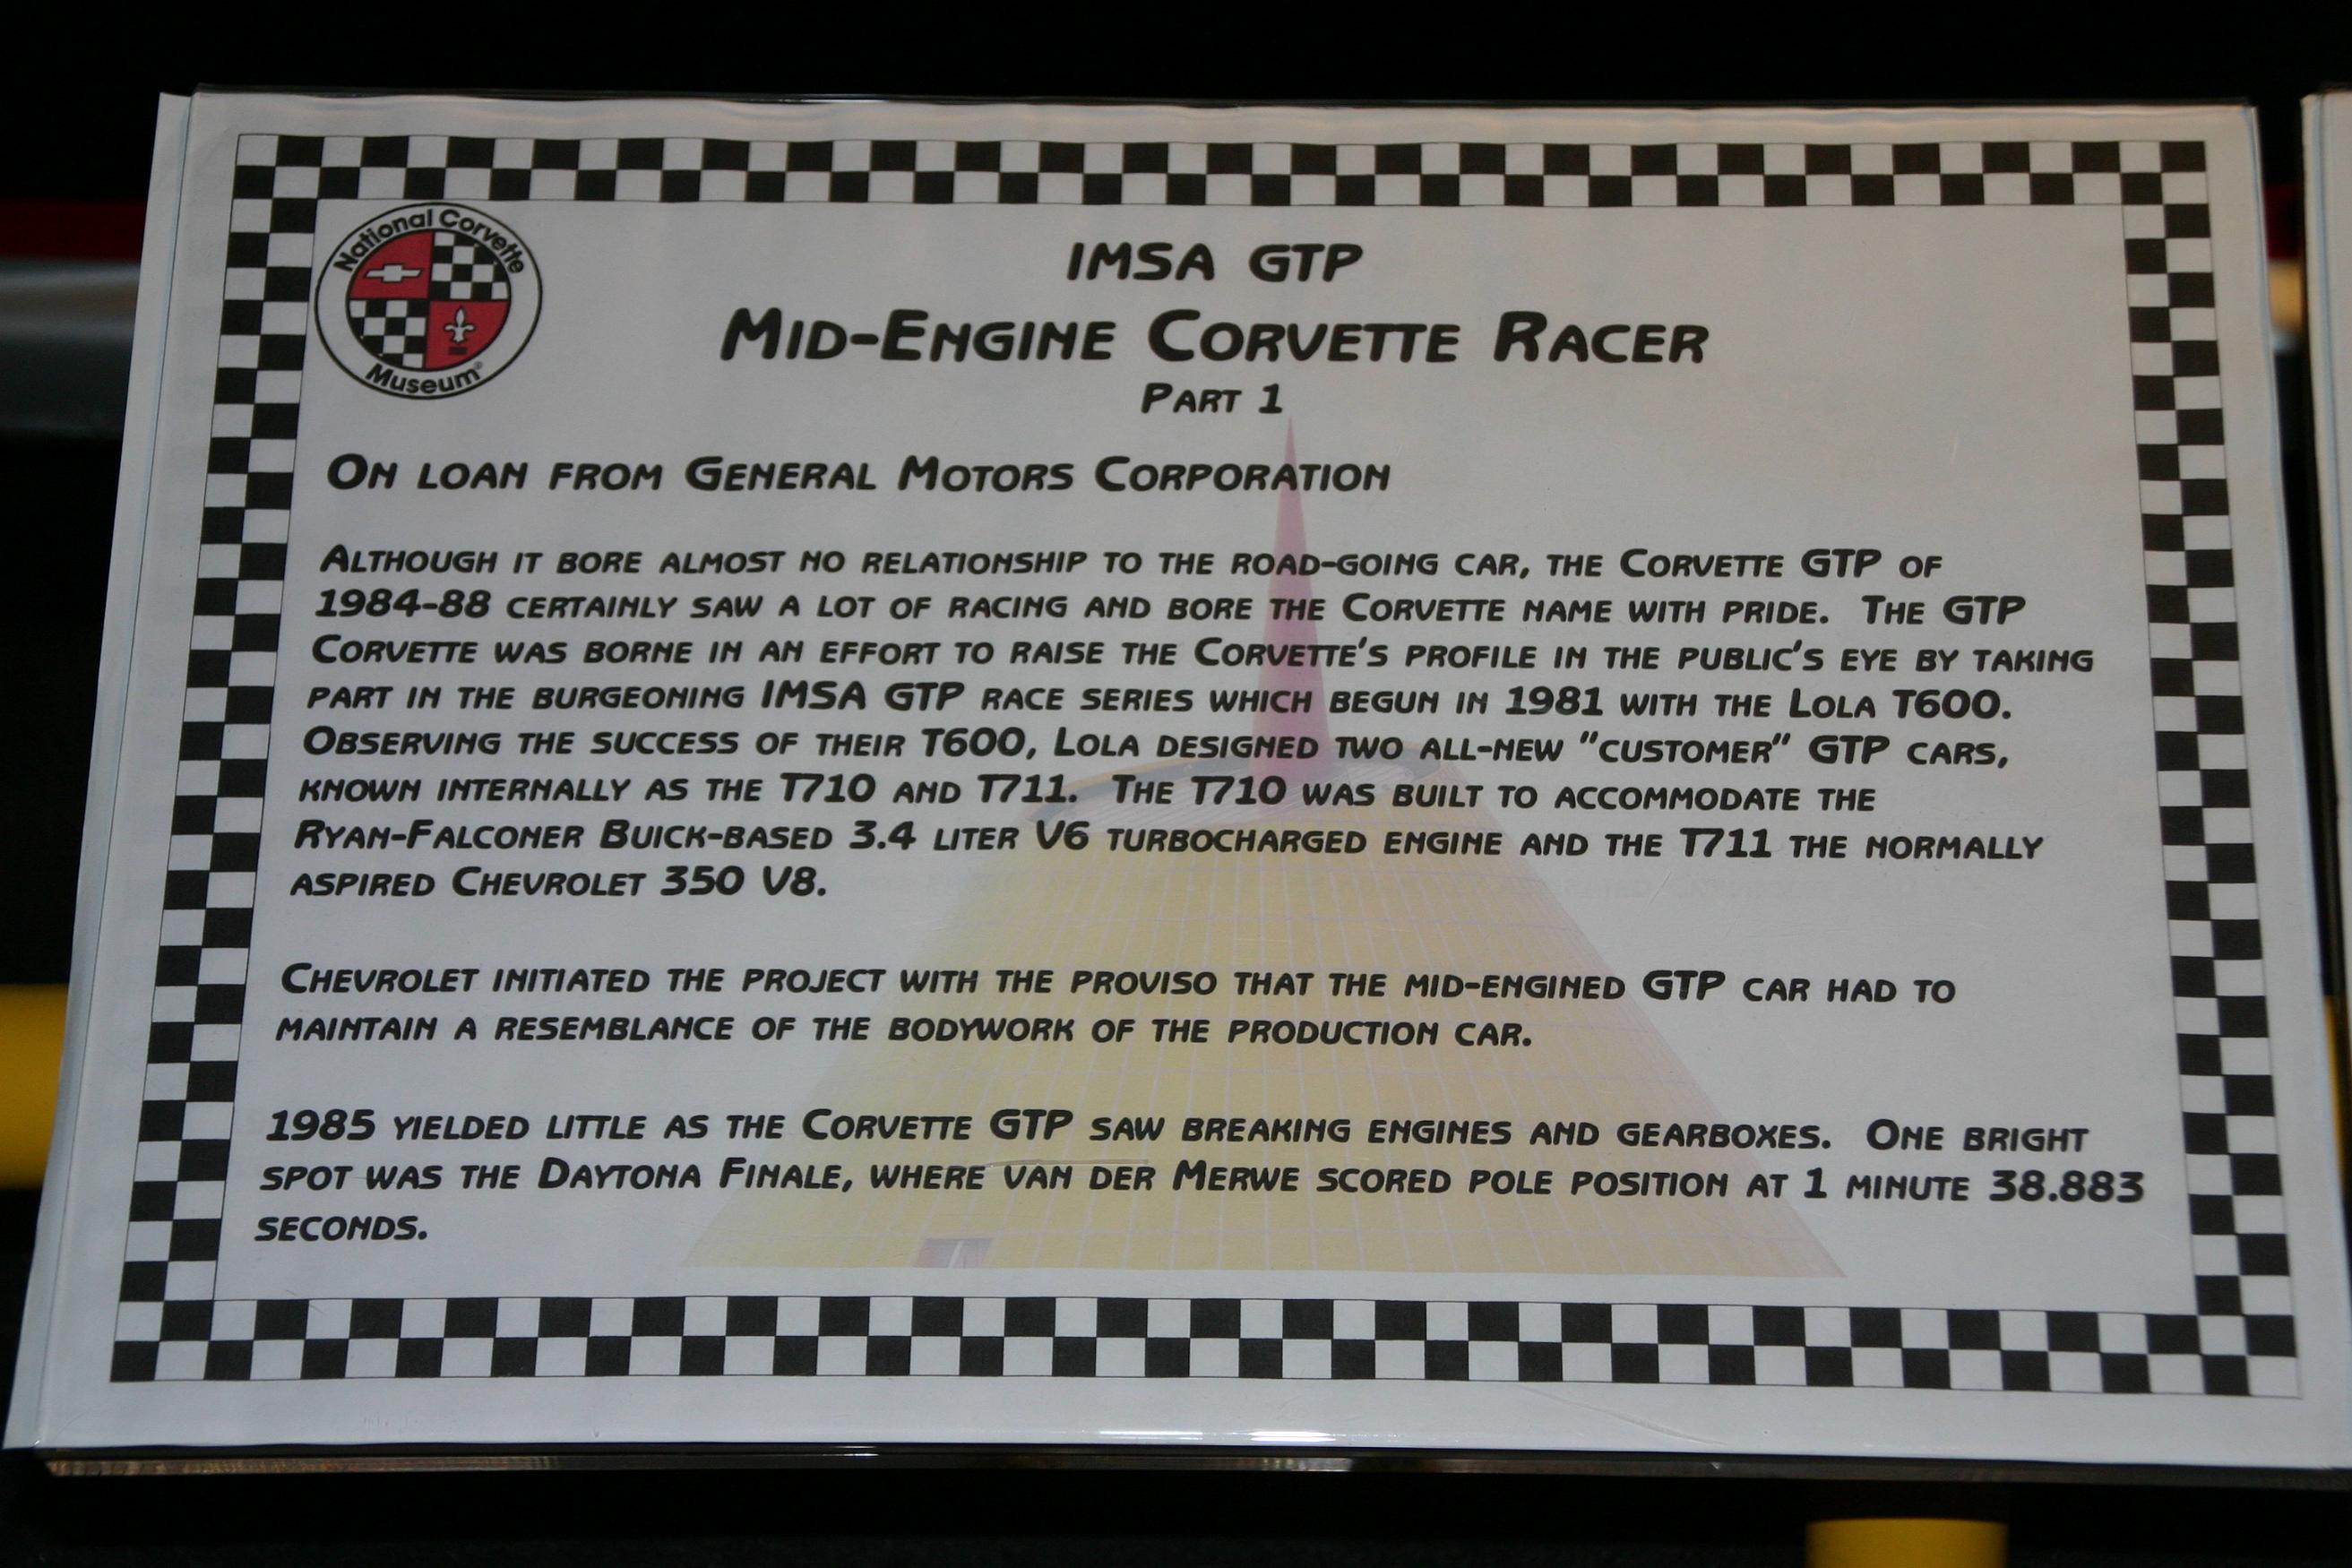 National Corvette
Museum
IMSA GTP
Mid-Engine Corvette Racer
Part 1
On loan from General Motors Corporation
Although it bore almost no relationship to the road-going car, the Corvette GTP of
1984-88 certainly saw a lot of racing and bore the Corvette name with pride. The GTP
Corvette was borne in an effort to raise the Corvette's profile in the public's eye by taking
part in the burgeoning IMSA GTP race series which begun in 1981 with the Lola T600.
Observing the success of their T600, Lola designed two all-new "customer" GTP cars,
known internally as the T710 and T711. The T710 was built to accommodate the
Ryan-Falconer Buick-based 3.4 liter V6 turbocharged engine and the T711 the normally
aspired Chevrolet 350 V8.
Chevrolet initiated the project with the proviso that the mid-engined GTP car had to
maintain a resemblance of the bodywork of the production car.
1985 yielded little as the Corvette GTP saw breaking engines and gearboxes. One bright
spot was the Daytona Finale, where van der Merwe scored pole position at 1 minute 38.883
seconds.